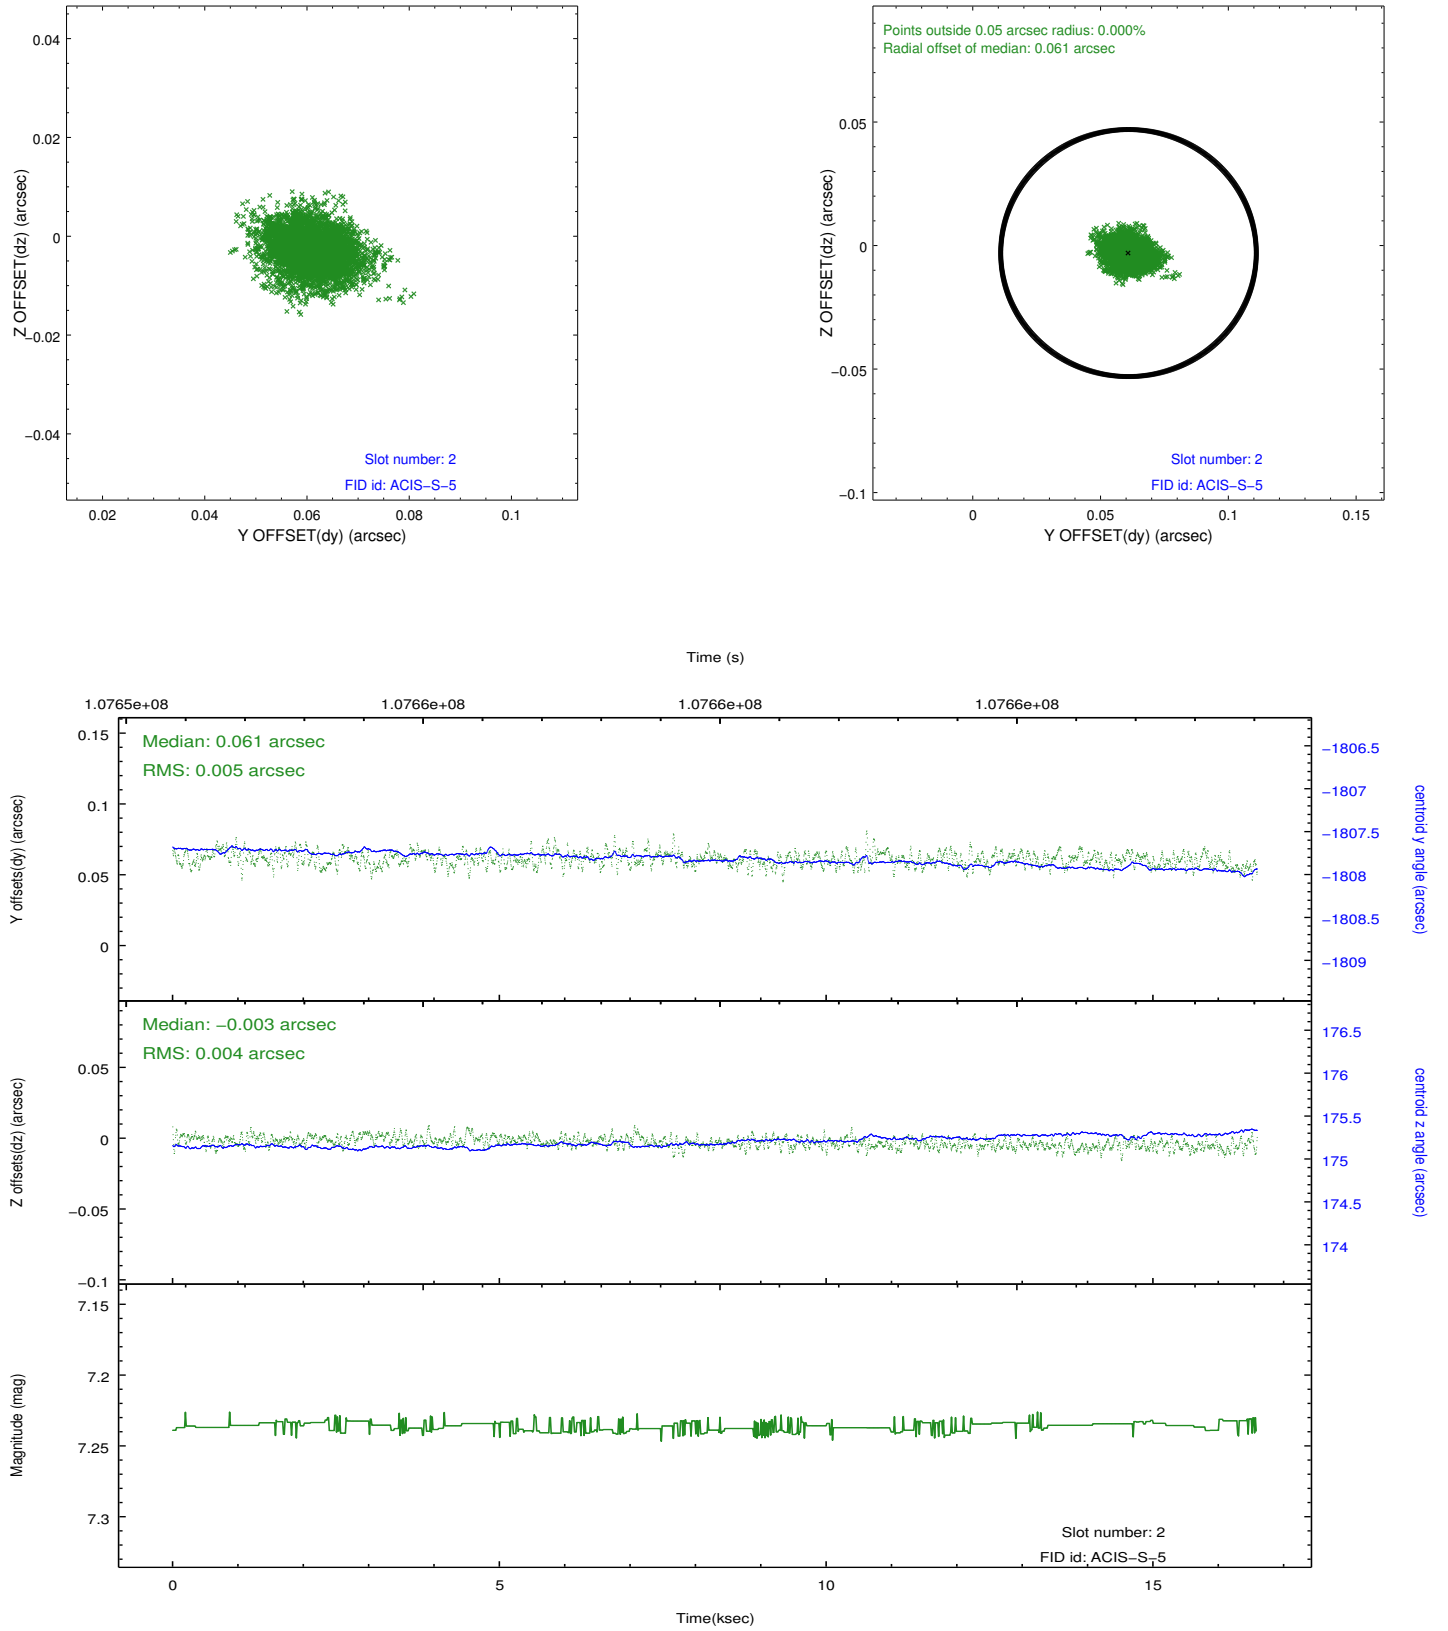 0.04
0.02
0
−0.02
−0.04
Z OFFSET(dz) (arcsec)
Slot number: 2
FID id: ACIS−S−5
0.02
0.04
0.06
0.08
0.1
Y OFFSET(dy) (arcsec)
Points outside 0.05 arcsec radius: 0.000%
Radial offset of median: 0.061 arcsec
0.05
0
−0.05
−0.1
Z OFFSET(dz) (arcsec)
Slot number: 2
FID id: ACIS−S−5
0
0.05
0.1
0.15
Y OFFSET(dy) (arcsec)
Time (s)
1.0765e+08
1.0766e+08
1.0766e+08
1.0766e+08
Median: 0.061 arcsec
RMS: 0.005 arcsec
0.15
0.1
0.05
0
Y offsets(dy) (arcsec)
−1806.5
−1807
−1807.5
−1808
−1808.5
−1809
centroid y angle (arcsec)
Median: −0.003 arcsec
RMS: 0.004 arcsec
0.05
0
−0.05
−0.1
Z offsets(dz) (arcsec)
176.5
176
175.5
175
174.5
174
centroid z angle (arcsec)
7.15
7.2
7.25
7.3
Magnitude (mag)
Slot number: 2
FID id: ACIS−S−5
0
5
10
15
Time(ksec)